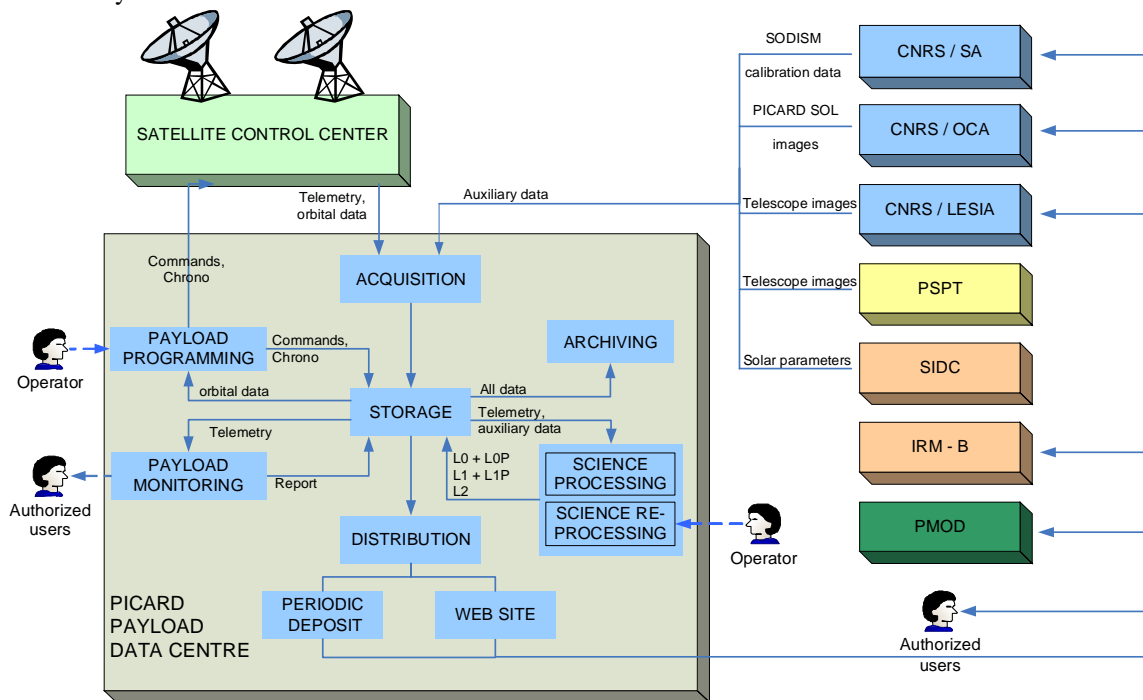 SATELLITE CONTROL CENTER
Telemetry,
orbital data
Auxiliary data
SODISM
calibration data
PICARD SOL
images
Telescope images
Telescope images
Solar parameters
CNRS / SA
CNRS / OCA
CNRS / LESIA
PSPT
SIDC
IRM - B
PMOD
Authorized
users
Commands,
Chrono
ACQUISITION
Operator
PAYLOAD
PROGRAMMING
Commands,
Chrono
orbital data
ARCHIVING
All data
STORAGE
Telemetry,
auxiliary data
Telemetry
Authorized
users
PAYLOAD
MONITORING
Report
L0 + L0P
L1 + L1P
L2
SCIENCE
PROCESSING
SCIENCE RE-
PROCESSING
Operator
DISTRIBUTION
PERIODIC
DEPOSIT
WEB SITE
PICARD
PAYLOAD
DATA CENTRE